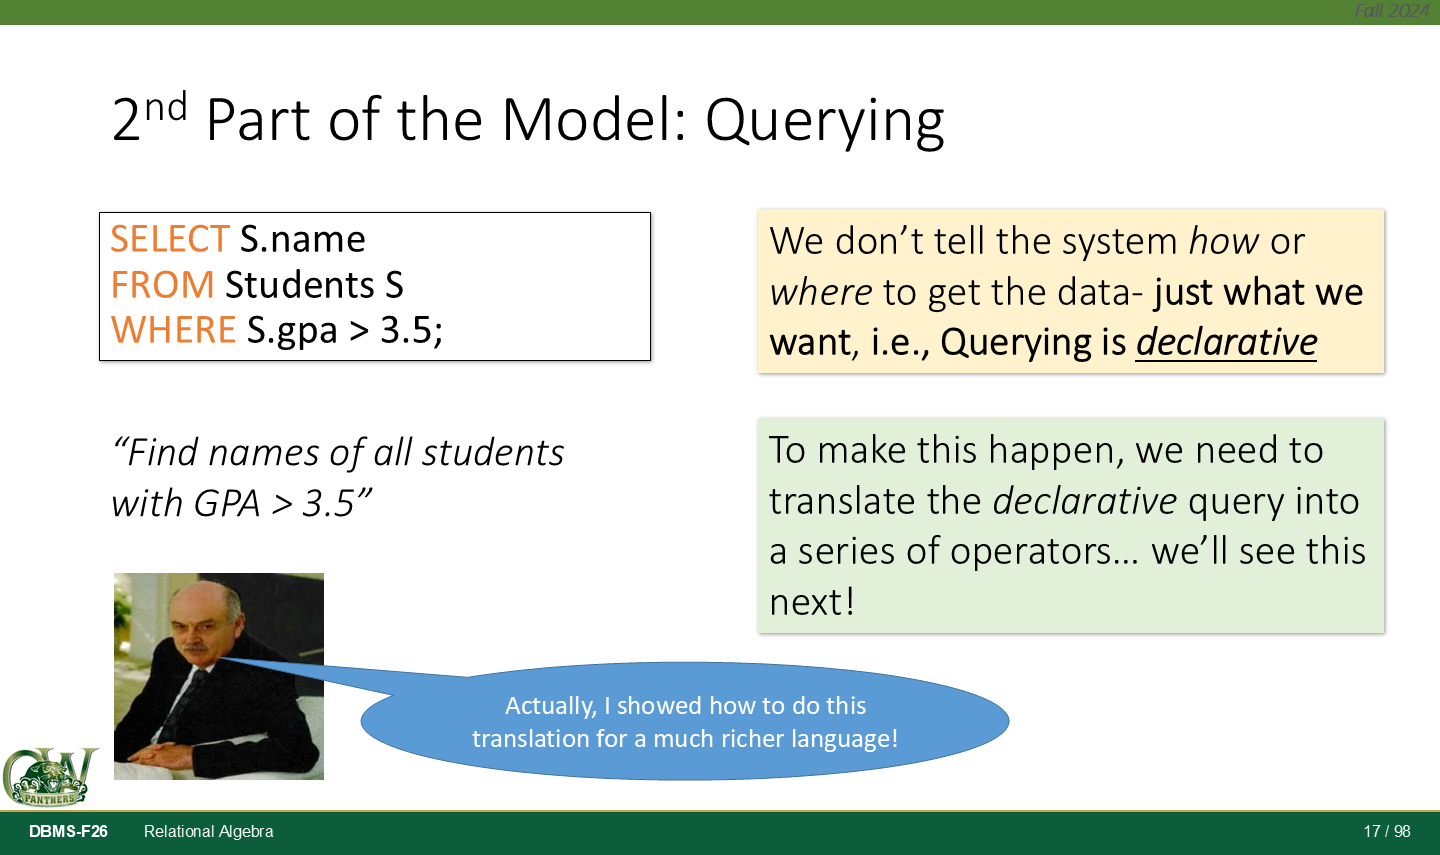 Fall 2024
2nd Part of the Model: Querying
SELECT S.name
FROM Students S
WHERE S.gpa > 3.5;
“Find names of all students
with GPA > 3.5”
We don’t tell the system how or
where to get the data- just what we
want, i.e., Querying is declarative
To make this happen, we need to
translate the declarative query into
a series of operators… we’ll see this
next!
Actually, I showed how to do this
translation for a much richer language!
CW
PANTHERS
DBMS-F26 Relational Algebra 17 / 98